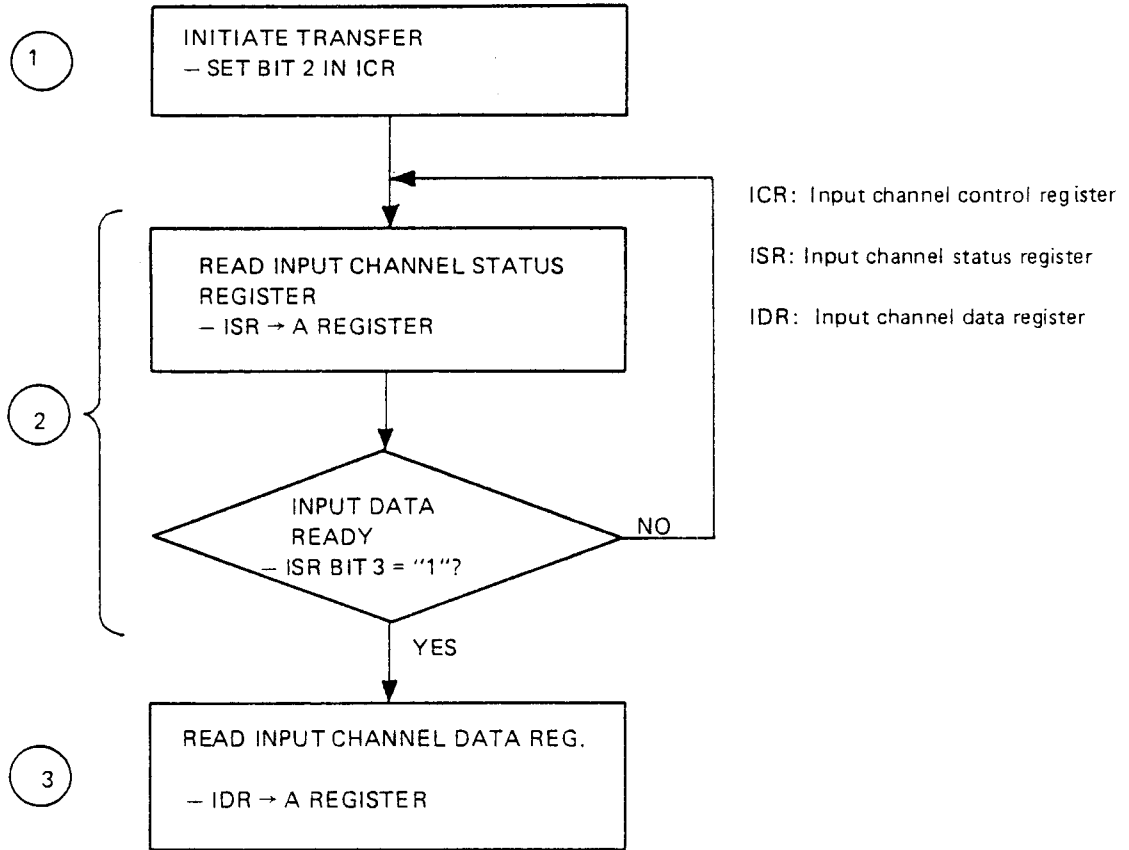 1
INITIATE TRANSFER
– SET BIT 2 IN ICR
ICR: Input channel control register
ISR: Input channel status register
IDR: Input channel data register
2
READ INPUT CHANNEL STATUS
REGISTER
– ISR → A REGISTER
INPUT DATA
READY
– ISR BIT 3 = "1"?
NO
YES
3
READ INPUT CHANNEL DATA REG.
– IDR → A REGISTER